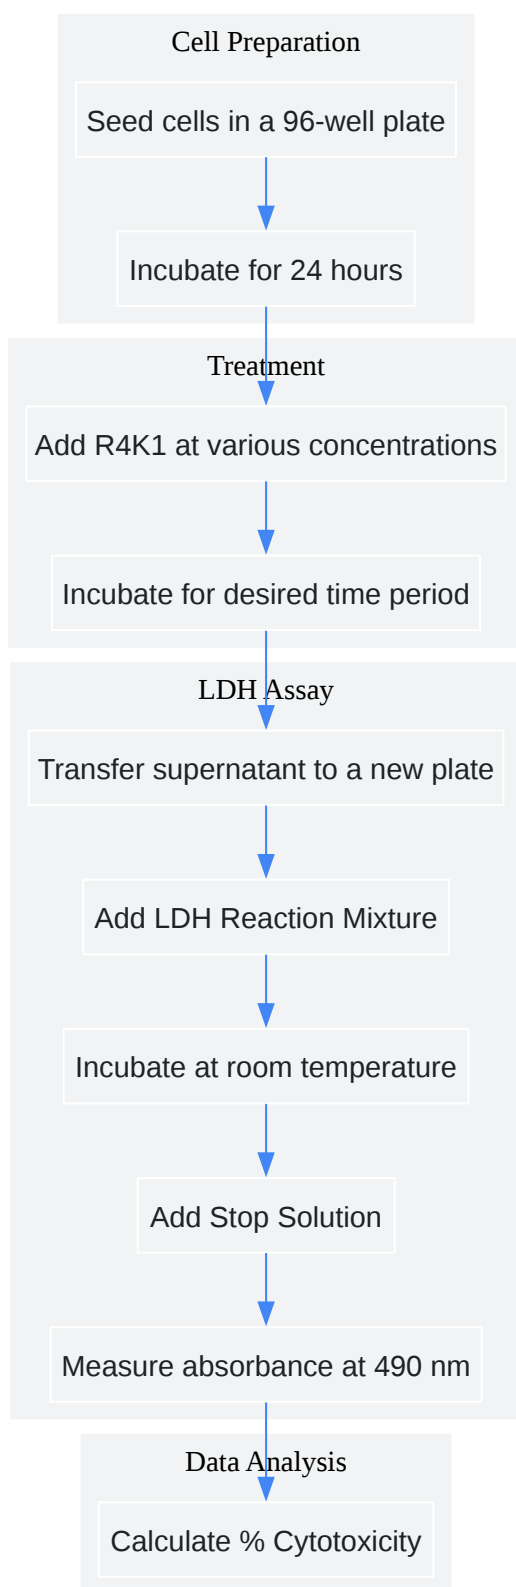 Cell Preparation
Seed cells in a 96-well plate
Incubate for 24 hours
Treatment
Add R4K1 at various concentrations
Incubate for desired time period
LDH Assay
Transfer supernatant to a new plate
Add LDH Reaction Mixture
Incubate at room temperature
Add Stop Solution
Measure absorbance at 490 nm
Data Analysis
Calculate % Cytotoxicity